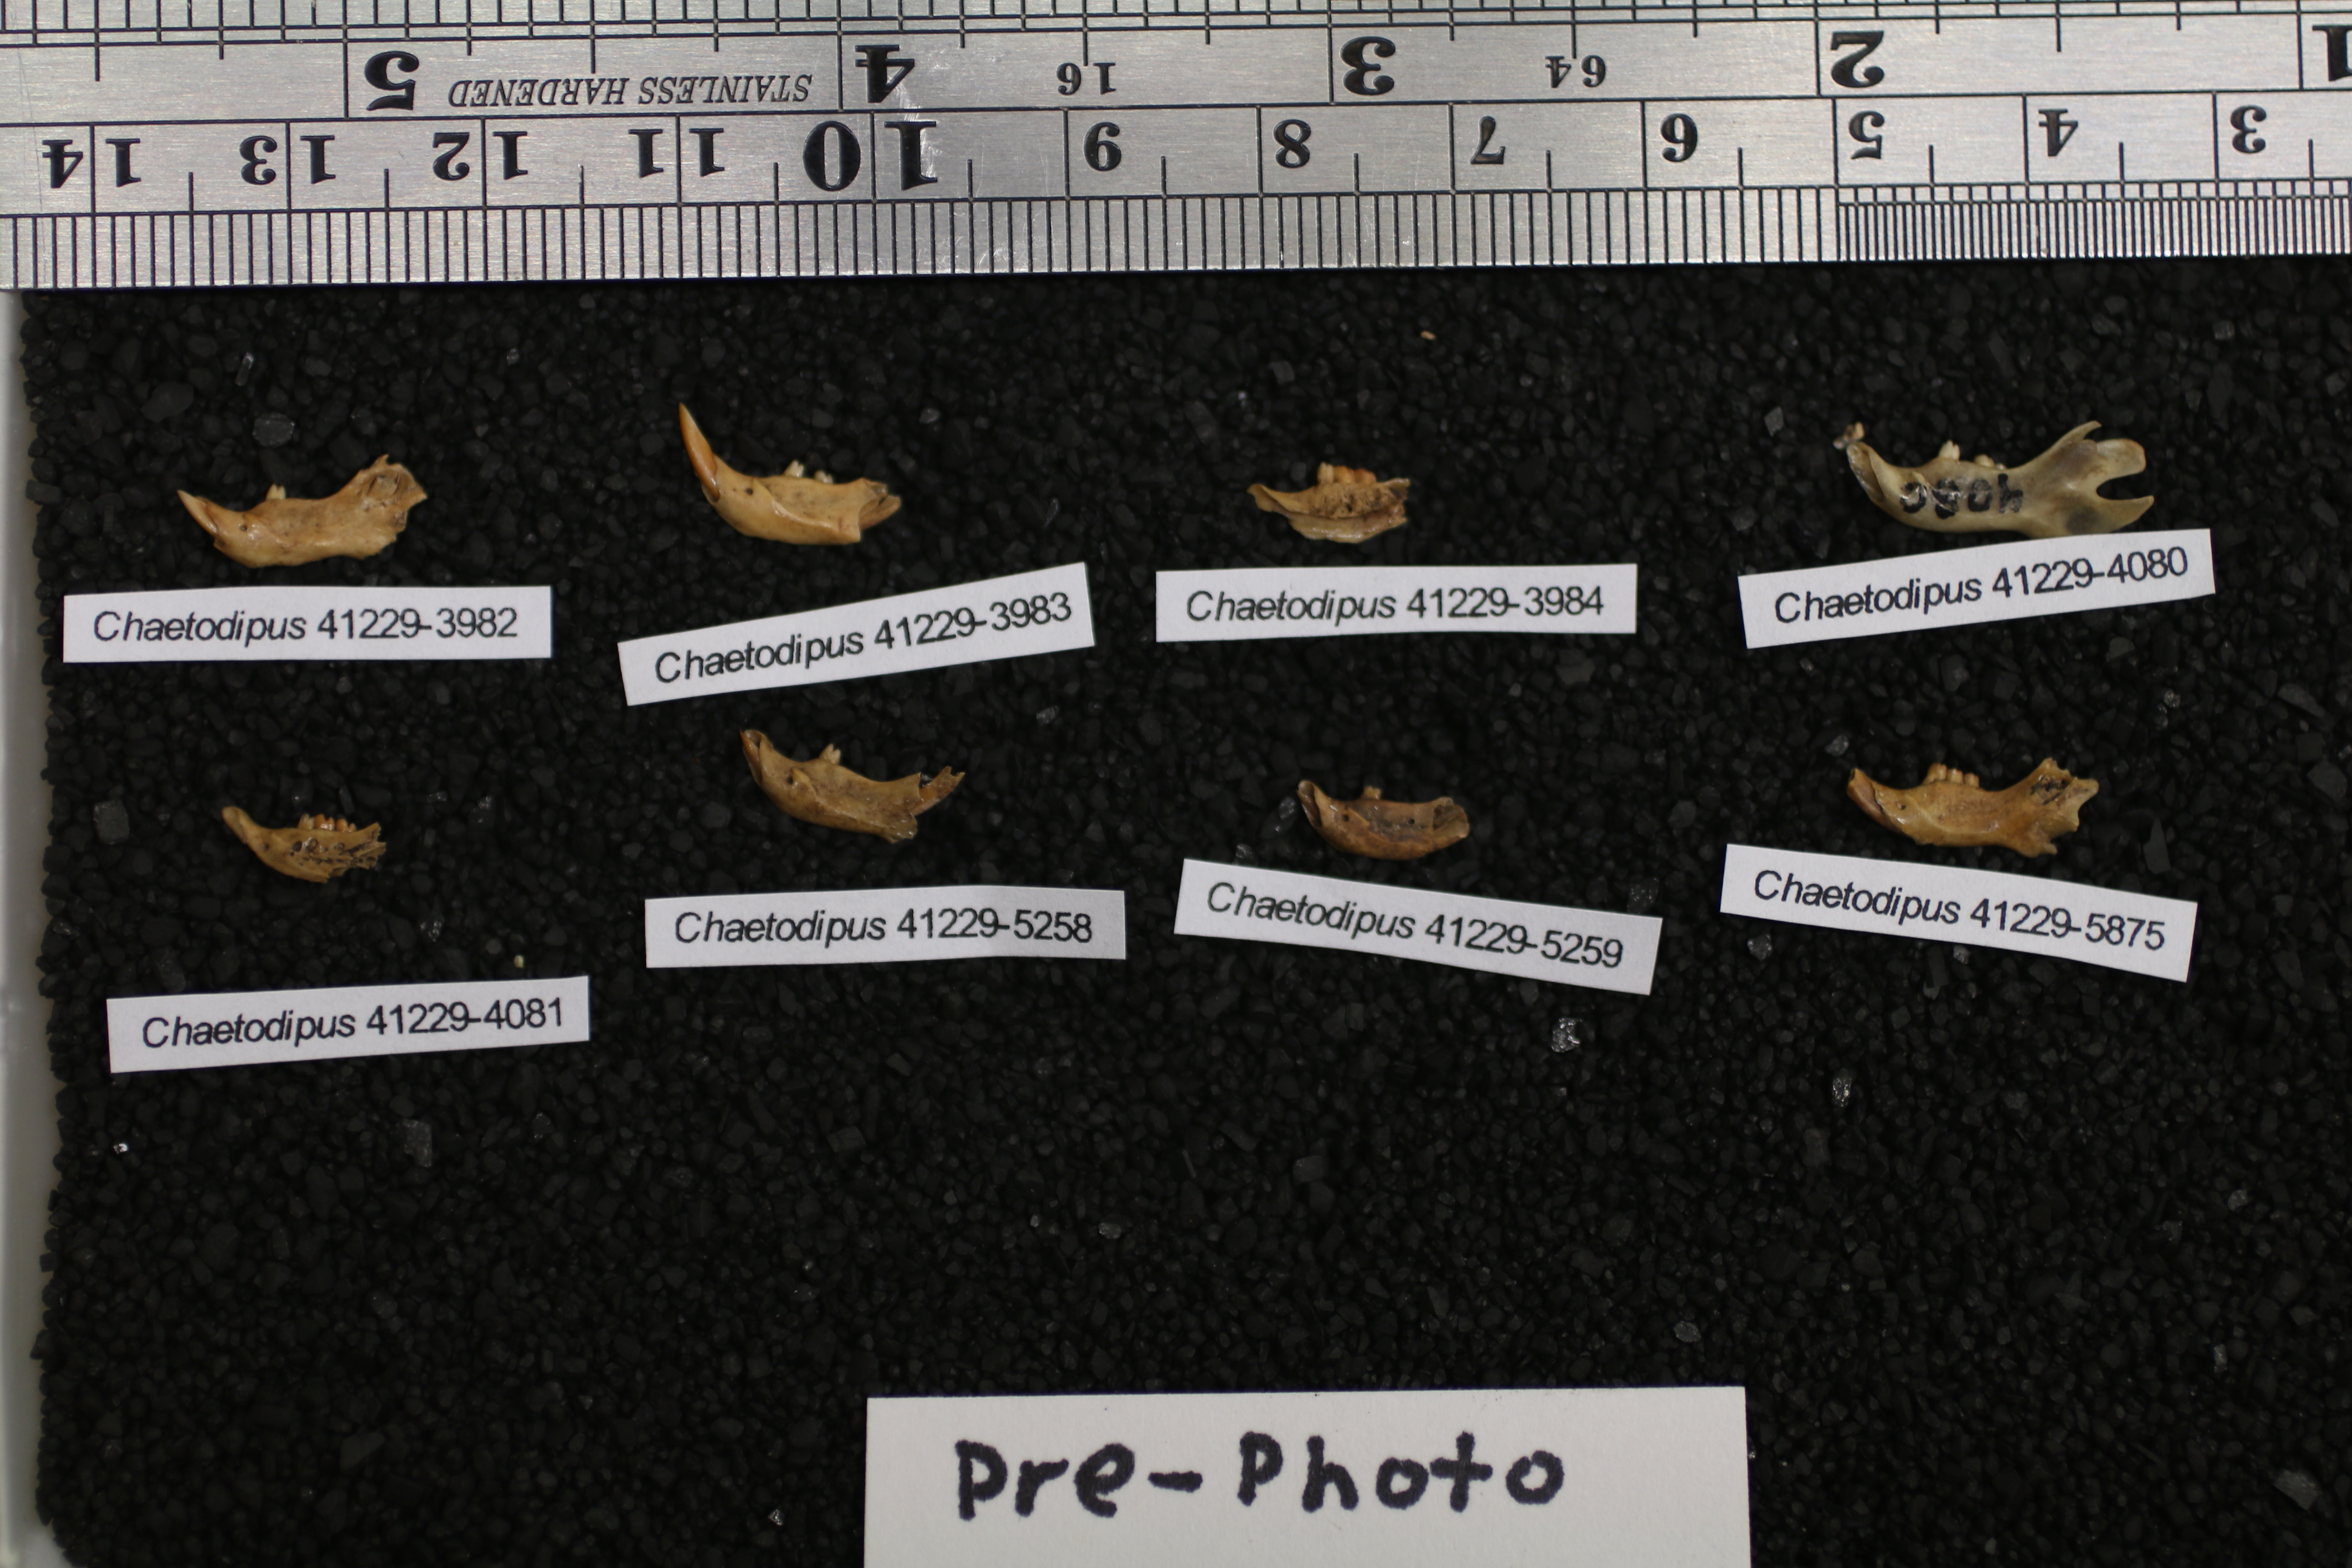 5 STAINLESS HARDENED 4 16 3 64 2 1
14 13 12 11 10 9 8 7 6 5 4 3
4080
Chaetodipus 41229-3982
Chaetodipus 41229-3983
Chaetodipus 41229-3984
Chaetodipus 41229-4080
Chaetodipus 41229-4081
Chaetodipus 41229-5258
Chaetodipus 41229-5259
Chaetodipus 41229-5875
Pre-Photo